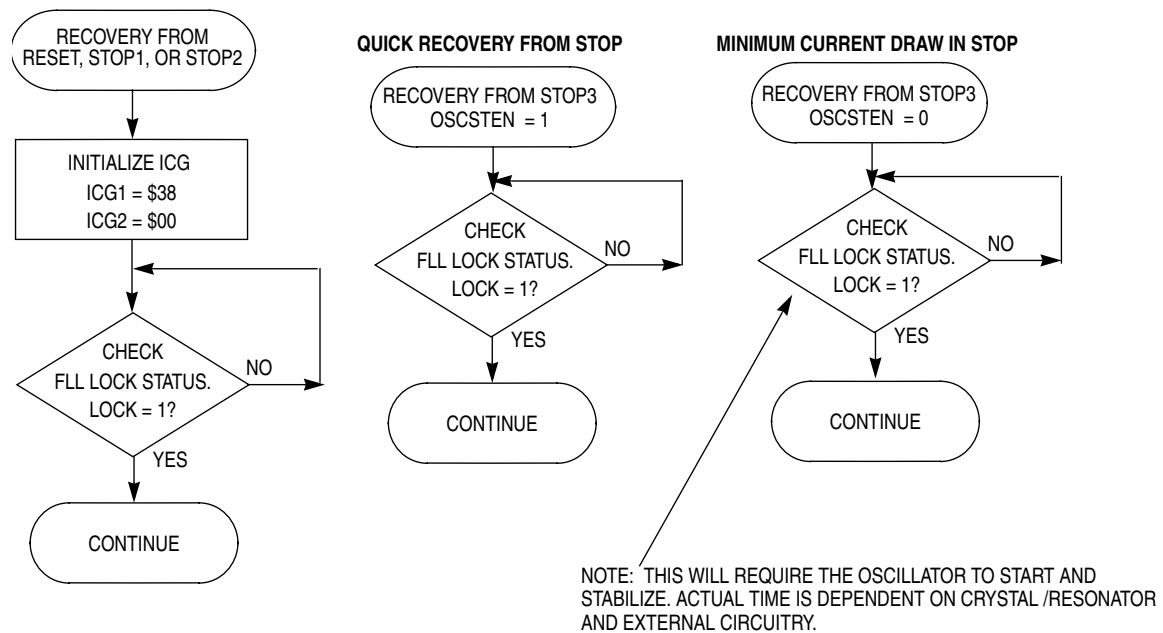 RECOVERY FROM
RESET, STOP1, OR STOP2
INITIALIZE ICG
ICG1 = $38
ICG2 = $00
CHECK
FLL LOCK STATUS.
LOCK = 1?
NO
YES
CONTINUE
QUICK RECOVERY FROM STOP
RECOVERY FROM STOP3
OSCSTEN = 1
CHECK
FLL LOCK STATUS.
LOCK = 1?
NO
YES
CONTINUE
MINIMUM CURRENT DRAW IN STOP
RECOVERY FROM STOP3
OSCSTEN = 0
CHECK
FLL LOCK STATUS.
LOCK = 1?
NO
YES
CONTINUE
NOTE: THIS WILL REQUIRE THE OSCILLATOR TO START AND
STABILIZE. ACTUAL TIME IS DEPENDENT ON CRYSTAL /RESONATOR
AND EXTERNAL CIRCUITRY.